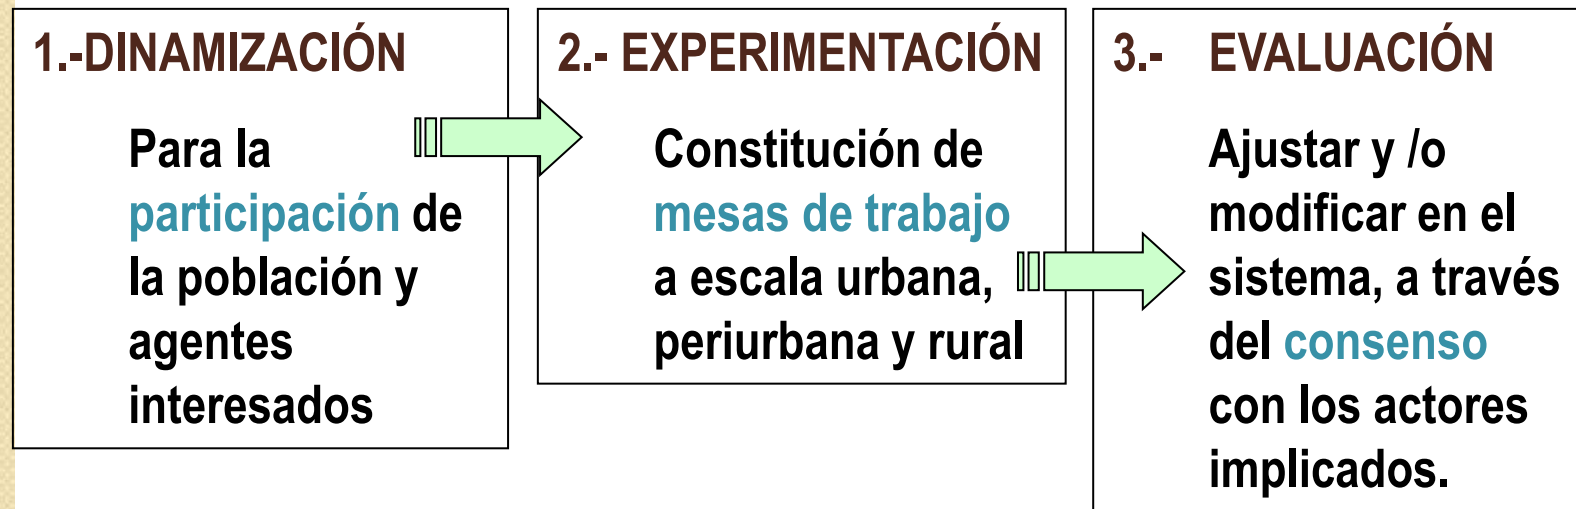 1.-DINAMIZACIÓN
Para la
participación de
la población y
agentes
interesados
2.- EXPERIMENTACIÓN
Constitución de
mesas de trabajo
a escala urbana,
periurbana y rural
3.- EVALUACIÓN
Ajustar y /o
modificar en el
sistema, a través
del consenso
con los actores
implicados.